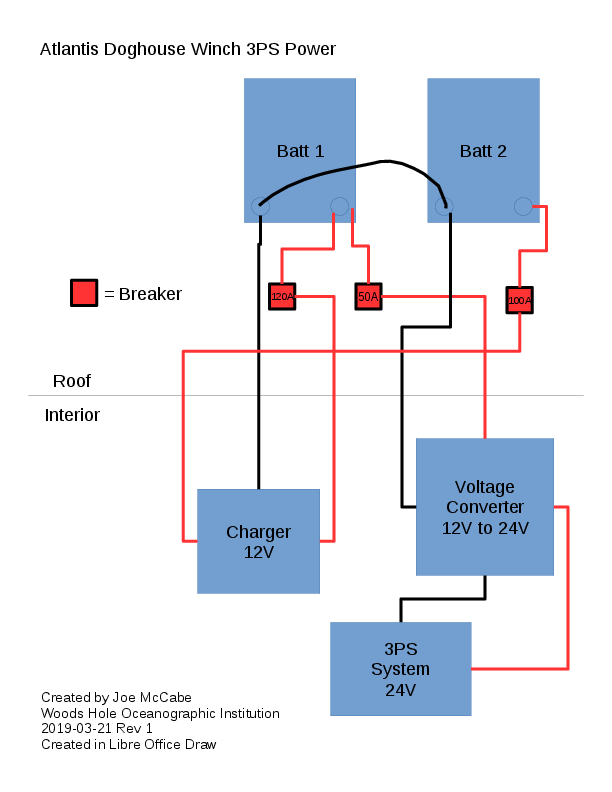 Atlantis Doghouse Winch 3PS Power
Batt 1
Batt 2
= Breaker
120A
50A
100A
Roof
Interior
Voltage
Converter
12V to 24V
Charger
12V
3PS
System
24V
Created by Joe McCabe
Woods Hole Oceanographic Institution
2019-03-21 Rev 1
Created in Libre Office Draw